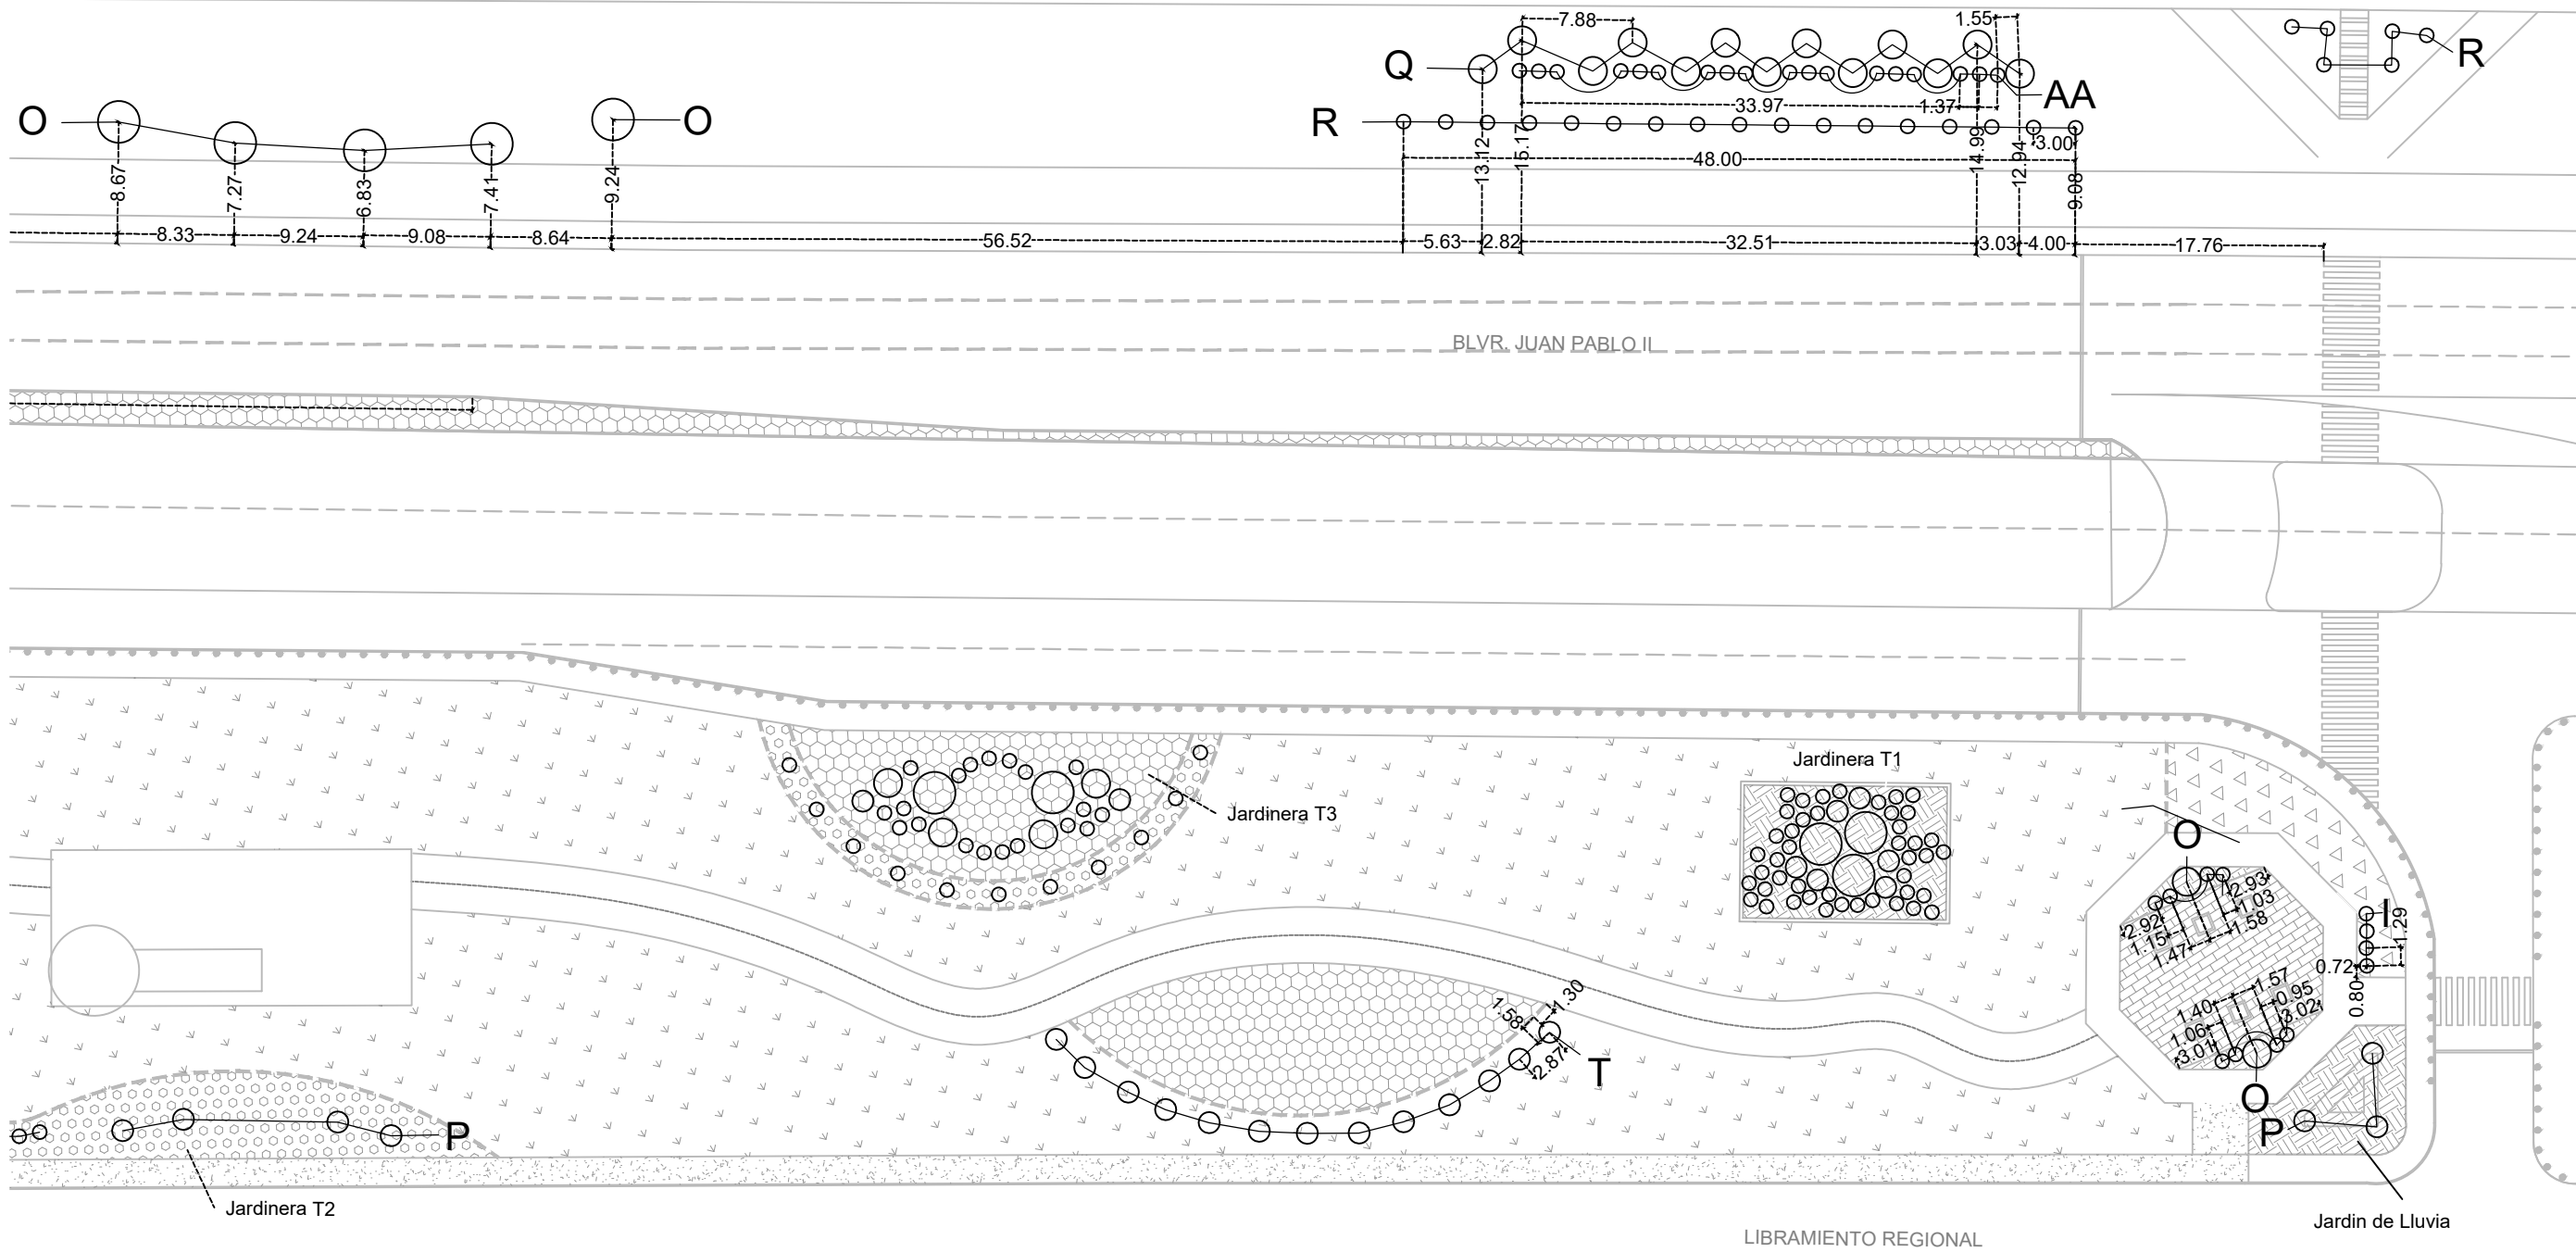 7.88
1.55
Q
R
O
O
AA
33.97
1.37
R
3.00
48.00
8.67
7.27
6.83
7.41
9.24
13.12
15.17
14.99
12.94
9.08
8.33
9.24
9.08
8.64
56.52
5.63
2.82
32.51
3.03
4.00
17.76
BLVR. JUAN PABLO II
Jardinera T1
Jardinera T3
O
2.93
1.03
1.58
2.92
1.15
1.47
I
1.29
0.72
0.80
1.57
0.95
3.02
1.40
1.06
3.01
1.30
1.58
2.87
T
O
P
P
Jardinera T2
Jardin de Lluvia
LIBRAMIENTO REGIONAL